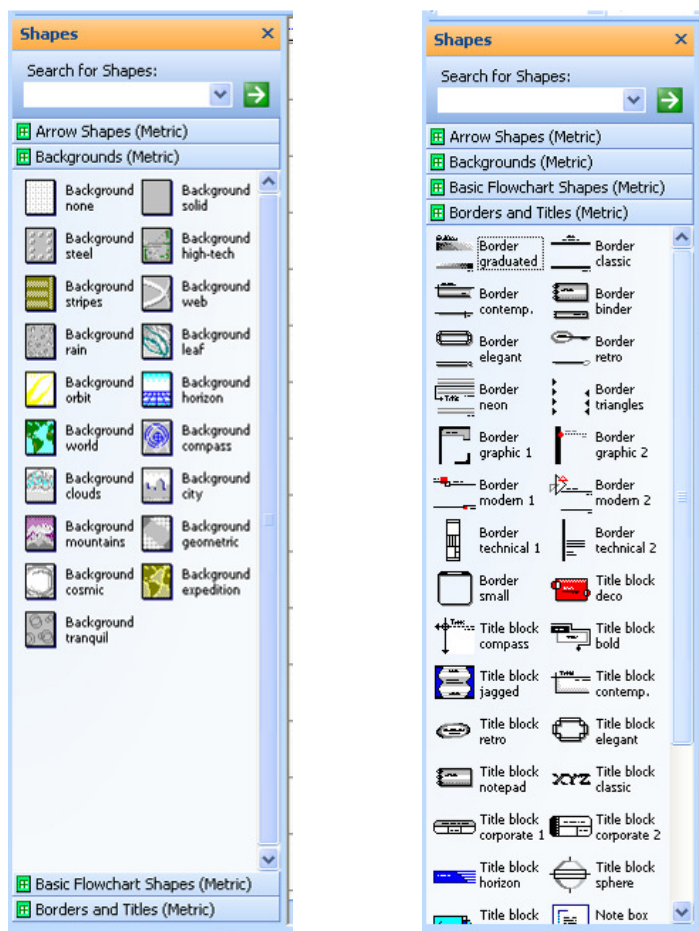 Shapes
Search for Shapes:
Arrow Shapes (Metric)
Backgrounds (Metric)
Background none
Background solid
Background steel
Background high-tech
Background stripes
Background web
Background rain
Background leaf
Background orbit
Background horizon
Background world
Background compass
Background clouds
Background city
Background mountains
Background geometric
Background cosmic
Background expedition
Background tranquil
Basic Flowchart Shapes (Metric)
Borders and Titles (Metric)
Shapes
Search for Shapes:
Arrow Shapes (Metric)
Backgrounds (Metric)
Basic Flowchart Shapes (Metric)
Borders and Titles (Metric)
Border graduated
Border classic
Border contemp.
Border binder
Border elegant
Border retro
Border neon
Border triangles
Border graphic 1
Border graphic 2
Border modern 1
Border modern 2
Border technical 1
Border technical 2
Border small
Title block deco
Title block compass
Title block bold
Title block jagged
Title block contemp.
Title block retro
Title block elegant
Title block notepad
XYZ
Title block classic
Title block corporate 1
Title block corporate 2
Title block horizon
Title block sphere
Title block
Note box